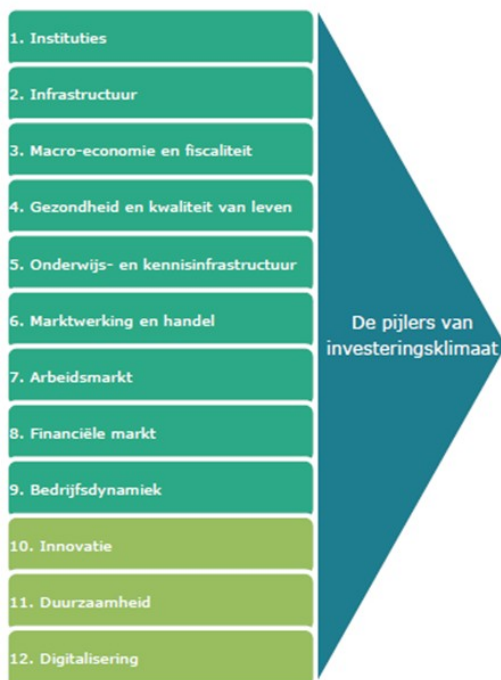 1. Instituties
2. Infrastructuur
3. Macro-economie en fiscaliteit
4. Gezondheid en kwaliteit van leven
5. Onderwijs- en kennisinfrastructuur
6. Marktwerking en handel
7. Arbeidsmarkt
8. Financiële markt
9. Bedrijfsdynamiek
10. Innovatie
11. Duurzaamheid
12. Digitalisering
De pijlers van
investeringsklimaat